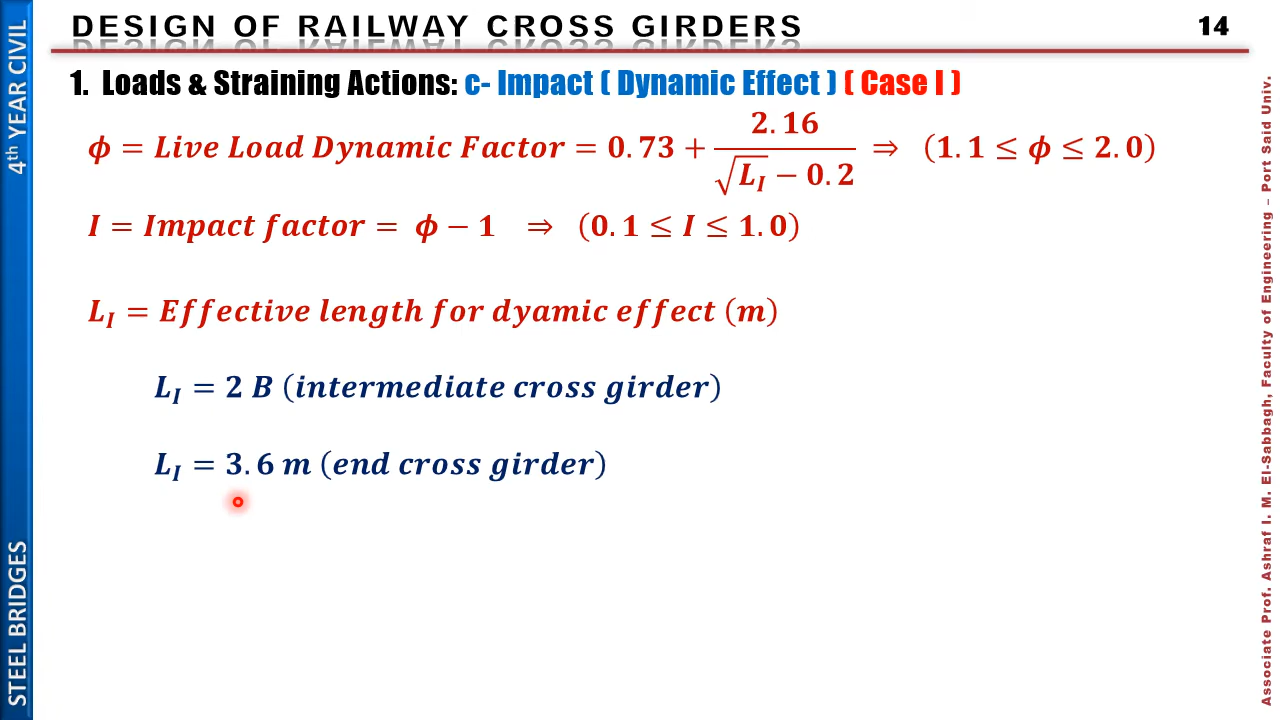 DESIGN OF RAILWAY CROSS GIRDERS
14
1. Loads & Straining Actions: c- Impact ( Dynamic Effect ) ( Case I )
ϕ = Live Load Dynamic Factor = 0.73 + 2.16 / (√L_I − 0.2) ⇒ (1.1 ≤ ϕ ≤ 2.0)
I = Impact factor = ϕ − 1 ⇒ (0.1 ≤ I ≤ 1.0)
L_I = Effective length for dyamic effect (m)
L_I = 2 B (intermediate cross girder)
L_I = 3.6 m (end cross girder)
4th YEAR CIVIL
STEEL BRIDGES
Associate Prof. Ashraf I. M. El-Sabbagh, Faculty of Engineering – Port Said Univ.